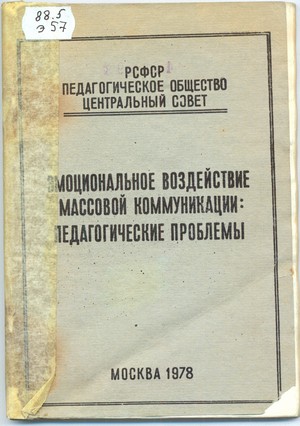 88.5
Э 57
РСФСР
ПЕДАГОГИЧЕСКОЕ ОБЩЕСТВО
ЦЕНТРАЛЬНЫЙ СОВЕТ
ЭМОЦИОНАЛЬНОЕ ВОЗДЕЙСТВИЕ
МАССОВОЙ КОММУНИКАЦИИ:
ПЕДАГОГИЧЕСКИЕ ПРОБЛЕМЫ
МОСКВА 1978